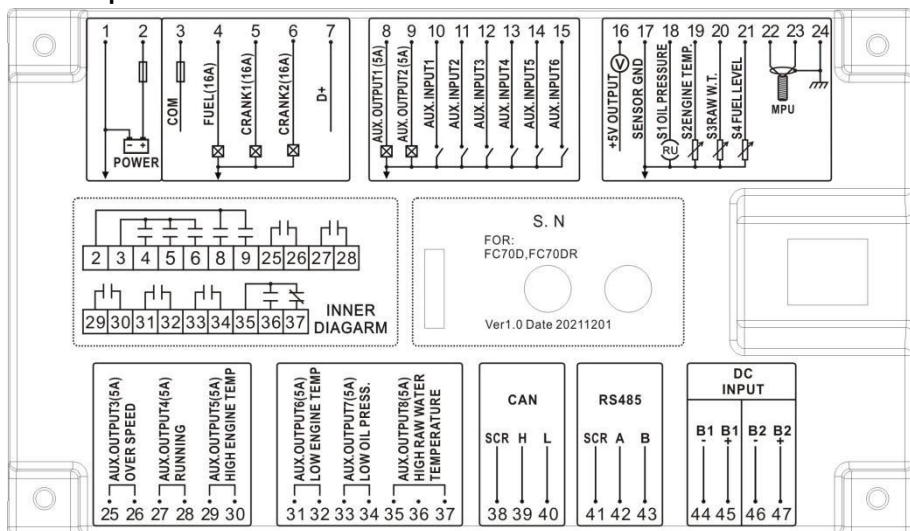 1 2 3 4 5 6 7 8 9 10 11 12 13 14 15 16 17 18 19 20 21 22 23 24
POWER
- +
COM
FUEL(16A)
CRANK1(16A)
CRANK2(16A)
D+
AUX.OUTPUT1(5A)
AUX.OUTPUT2(5A)
AUX.INPUT1
AUX.INPUT2
AUX.INPUT3
AUX.INPUT4
AUX.INPUT5
AUX.INPUT6
+5V OUTPUT
V
SENSOR GND
S1 OIL PRESSURE
RU
S2ENGINE TEMP.
S3RAW W.T.
S4 FUEL LEVEL
MPU
2 3 4 5 6 8 9 25 26 27 28
29 30 31 32 33 34 35 36 37
INNER
DIAGARM
S. N
FOR:
FC70D,FC70DR
Ver1.0 Date 20211201
AUX.OUTPUT3(5A)
OVER SPEED
AUX.OUTPUT4(5A)
RUNNING
AUX.OUTPUT5(5A)
HIGH ENGINE TEMP
25 26 27 28 29 30
AUX.OUTPUT6(5A)
LOW ENGINE TEMP
AUX.OUTPUT7(5A)
LOW OIL PRESS.
AUX.OUTPUT8(5A)
HIGH RAW WATER
TEMPERATURE
31 32 33 34 35 36 37
CAN
SCR H L
38 39 40
RS485
SCR A B
41 42 43
DC
INPUT
B1 B1 B2 B2
- + - +
44 45 46 47